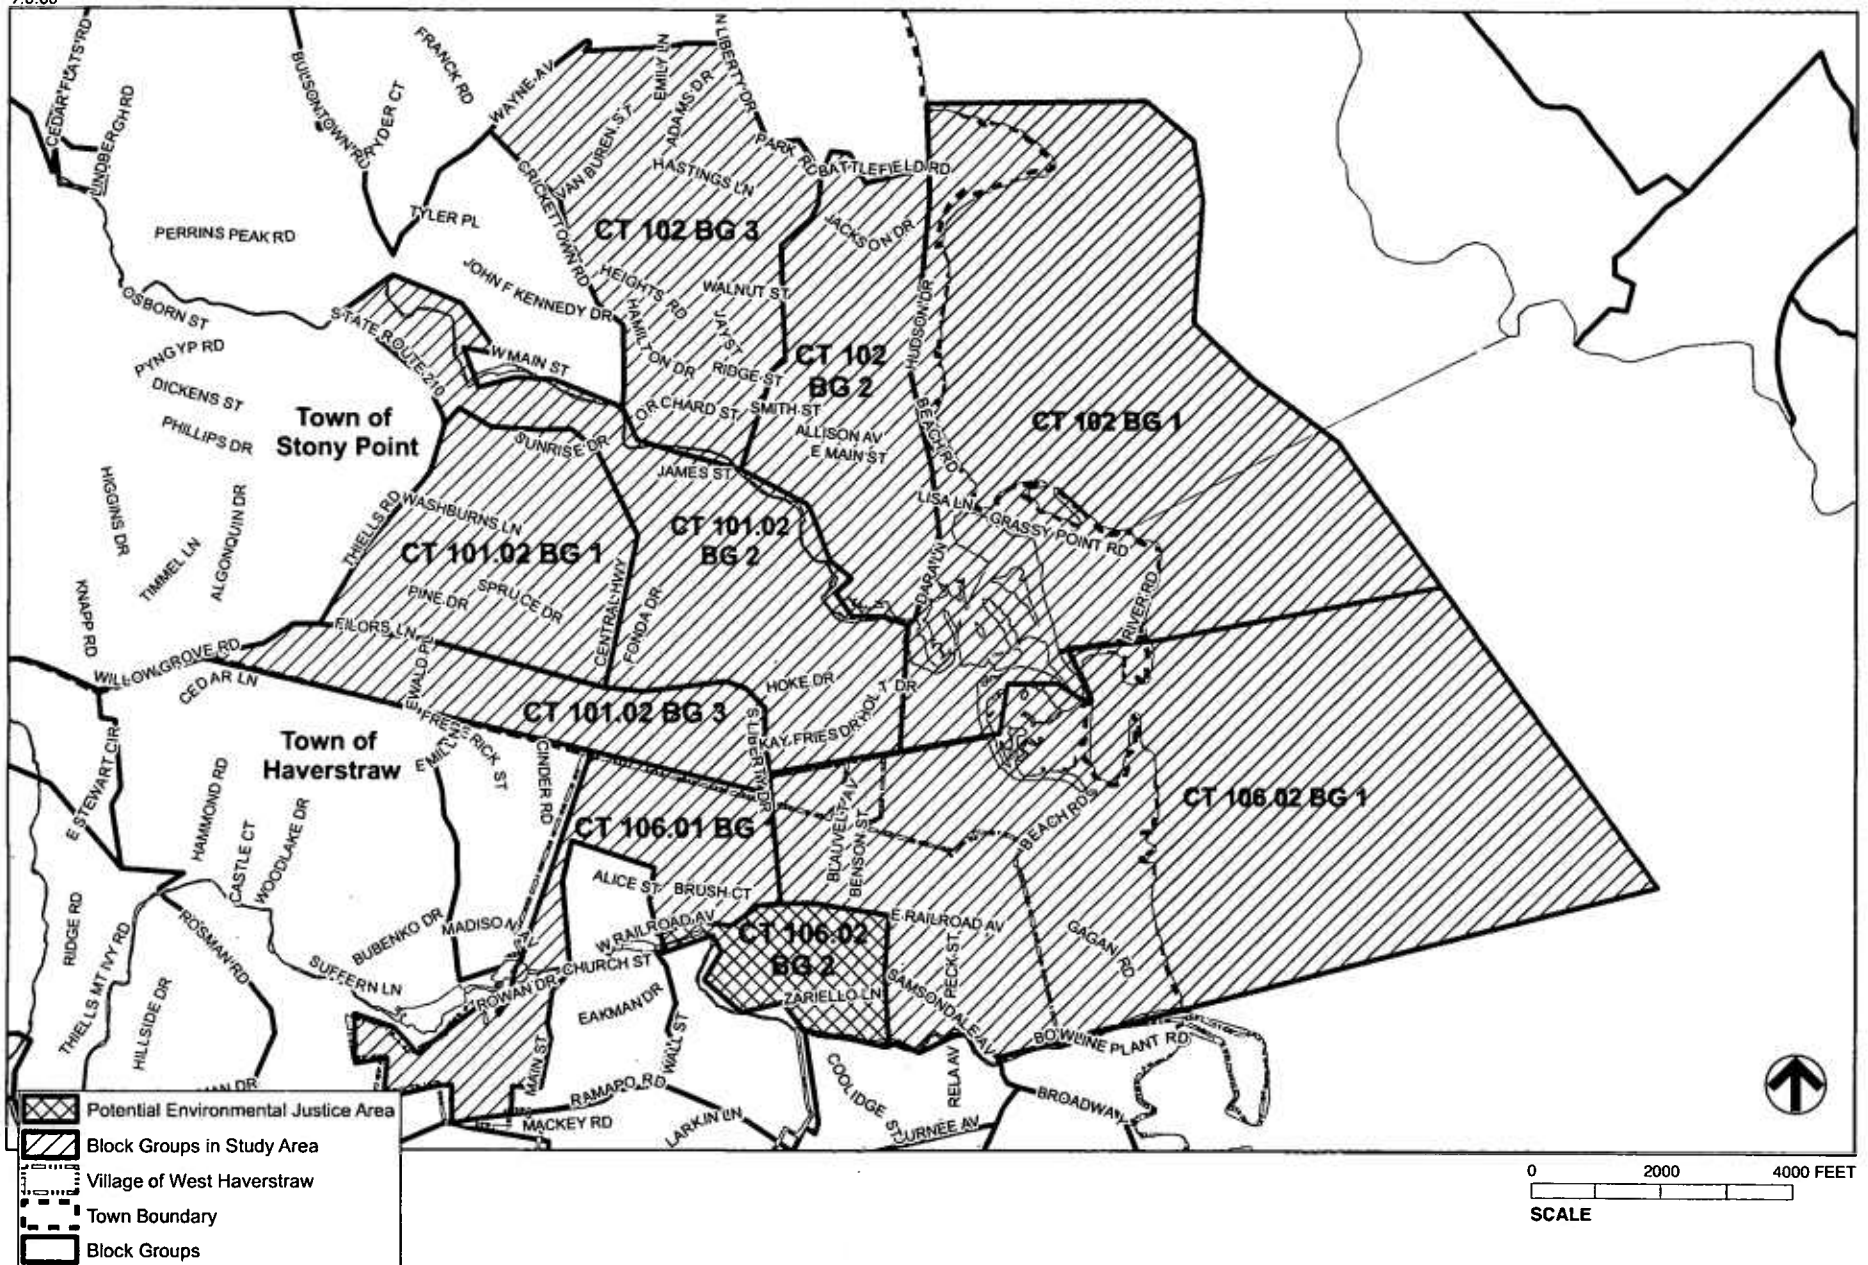 CEDAR FLATS RD
LINDBERGH RD
BULSONTOWN RD
RYDER CT
FRANCK RD
WAYNE AV
EMILY LN
N LIBERTY DR
ADAMS DR
VAN BUREN ST
HASTINGS LN
PARK RD
BATTLEFIELD RD
CRICKETTOWN RD
TYLER PL
PERRINS PEAK RD
CT 102 BG 3
JACKSON DR
JOHN F KENNEDY DR
HEIGHTS RD
WALNUT ST
HAMILTON DR
JAY ST
HUDSON DR
OSBORN ST
STATE ROUTE 210
PYNGYP RD
W MAIN ST
RIDGE ST
CT 102
BG 2
DICKENS ST
ORCHARD ST
SMITH ST
BEACH RD
CT 102 BG 1
Town of
Stony Point
PHILLIPS DR
SUNRISE DR
ALLISON AV
E MAIN ST
JAMES ST
HIGGINS DR
ALGONQUIN DR
THIELLS RD
WASHBURNS LN
LISA LN
GRASSY POINT RD
CT 101.02 BG 1
CT 101.02
BG 2
TIMMEL LN
KNAPP RD
PINE DR
SPRUCE DR
CENTRAL HWY
FONDA DR
DARA LN
RIVER RD
FILORS LN
WILLOW GROVE RD
CEDAR LN
EWALD PL
HOKE DR
HOLT DR
CT 101.02 BG 3
S LIBERTY DR
KAY FRIES DR
Town of
Haverstraw
E STEWART CIR
FREDERICK ST
EMILL
CINDER RD
HAMMOND RD
CASTLE CT
WOODLAKE DR
CT 106.01 BG 1
BLAUVELT AV
BENSON ST
BEACH RD
CT 106.02 BG 1
ALICE ST
BRUSH CT
RIDGE RD
THIELLS MT IVY RD
ROSMAN RD
BUBENKO DR
MADISON AV
W RAILROAD AV
CT 106.02
BG 2
E RAILROAD AV
PECK ST
GAGAN RD
HILLSIDE DR
SUFFERN LN
ROWAN DR
CHURCH ST
EAKMAN DR
ZARIELLO LN
SAMSONDALE AV
WALL ST
MAIN ST
BOWLINE PLANT RD
COOLIDGE ST
RELA AV
BROADWAY
MAN DR
RAMAPO RD
MACKEY RD
LARKIN LN
URNEE AV
Potential Environmental Justice Area
Block Groups in Study Area
Village of West Haverstraw
Town Boundary
Block Groups
0 2000 4000 FEET
SCALE